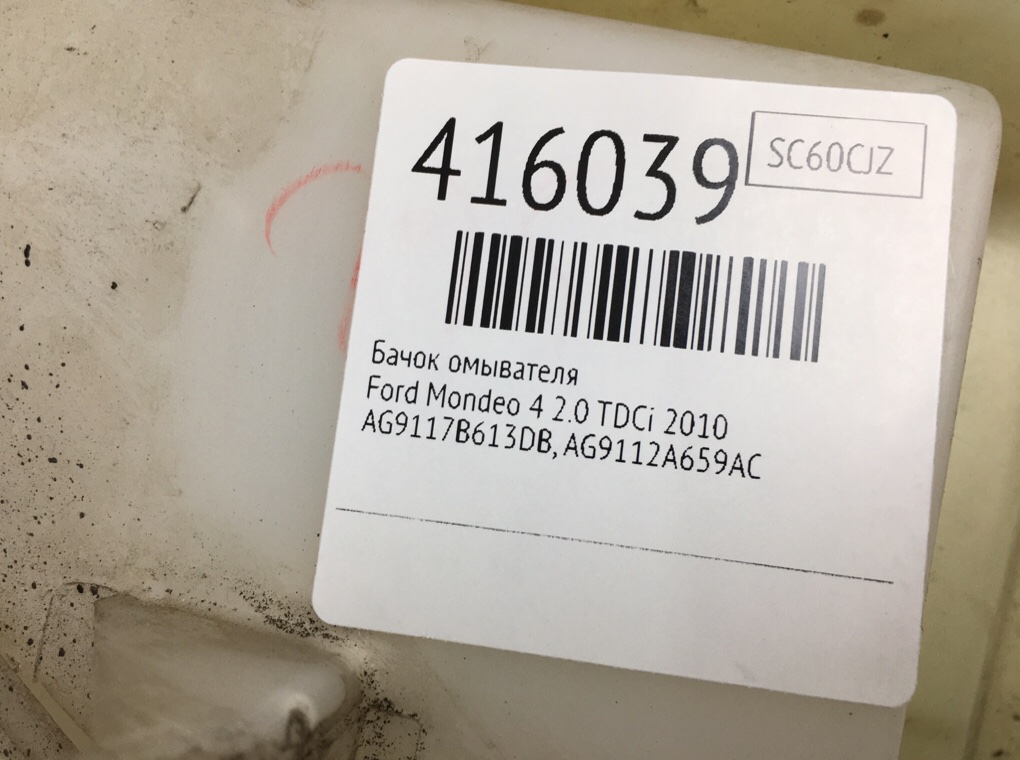 416039
SC60CJZ
Бачок омывателя
Ford Mondeo 4 2.0 TDCi 2010
AG9117B613DB, AG9112A659AC